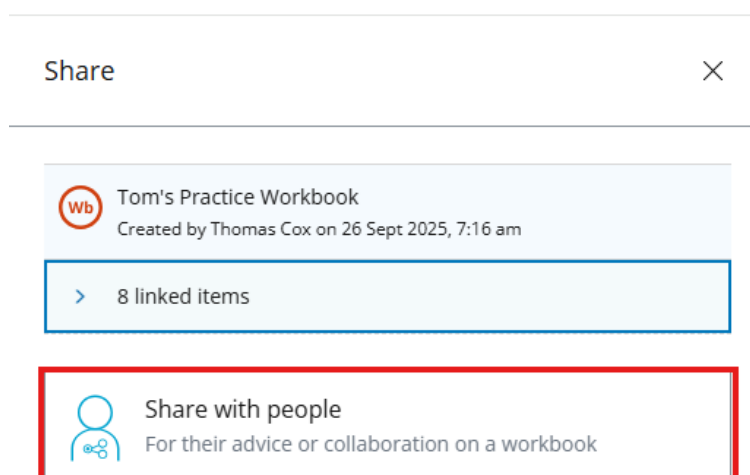 Share
Wb
Tom's Practice Workbook
Created by Thomas Cox on 26 Sept 2025, 7:16 am
8 linked items
Share with people
For their advice or collaboration on a workbook